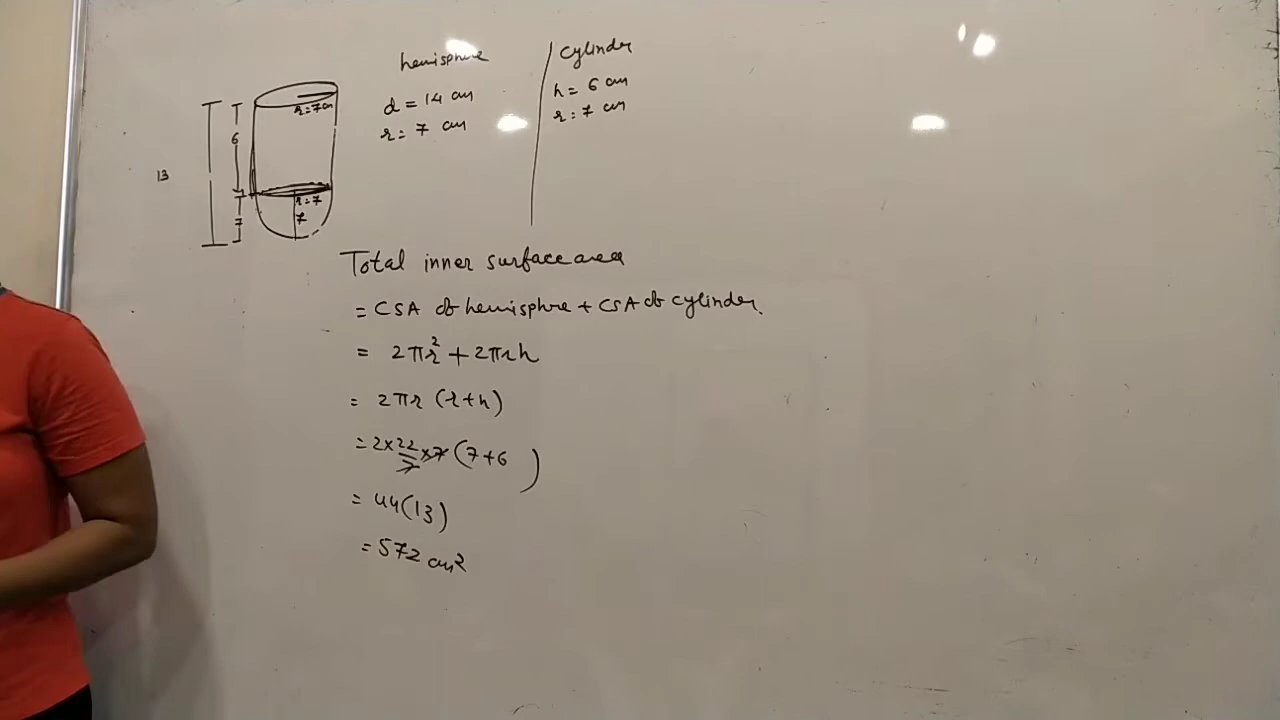 hemisphere
d = 14 cm
r = 7 cm
cylinder
h = 6 cm
r = 7 cm
r = 7 cm
6
13
r = 7
7
7
Total inner surface area
= CSA of hemisphere + CSA of cylinder.
= 2πr² + 2πrh
= 2πr (r+h)
= 2×22/7×7 (7+6)
= 44(13)
= 572 cm²